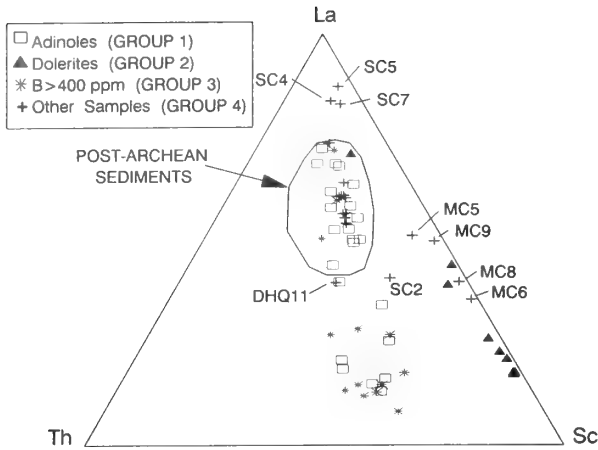 La
Adinoles (GROUP 1)
Dolerites (GROUP 2)
B>400 ppm (GROUP 3)
Other Samples (GROUP 4)
SC4
SC5
SC7
POST-ARCHEAN
SEDIMENTS
MC5
MC9
MC8
MC6
SC2
DHQ11
Th
Sc